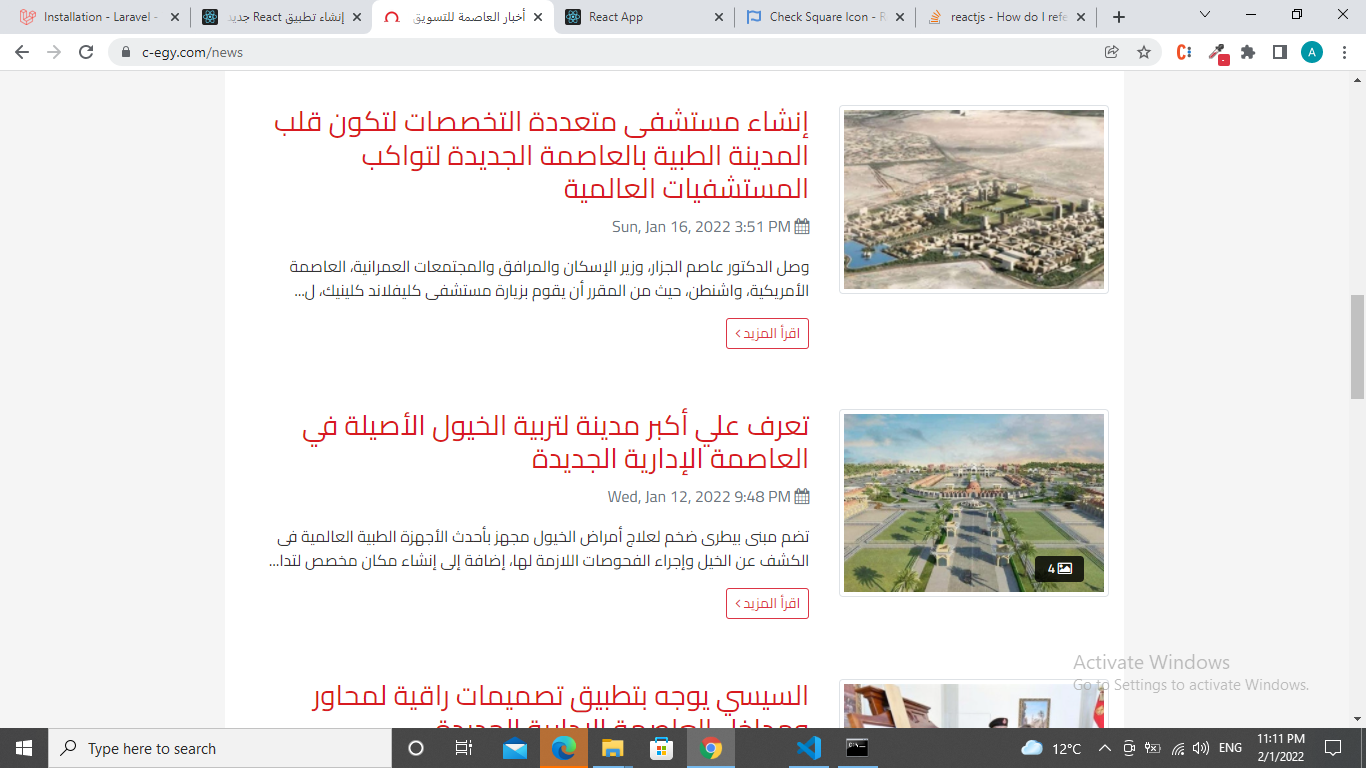 Installation - Laravel -
إنشاء تطبيق React جديد
أخبار العاصمة للتسويق
React App
Check Square Icon - R
reactjs - How do I refe
c-egy.com/news
A
إنشاء مستشفى متعددة التخصصات لتكون قلب
المدينة الطبية بالعاصمة الجديدة لتواكب
المستشفيات العالمية
Sun, Jan 16, 2022 3:51 PM
وصل الدكتور عاصم الجزار، وزير الإسكان والمرافق والمجتمعات العمرانية، العاصمة
الأمريكية، واشنطن، حيث من المقرر أن يقوم بزيارة مستشفى كليفلاند كلينيك، ل...
اقرأ المزيد
تعرف علي أكبر مدينة لتربية الخيول الأصيلة في
العاصمة الإدارية الجديدة
Wed, Jan 12, 2022 9:48 PM
تضم مبنى بيطرى ضخم لعلاج أمراض الخيول مجهز بأحدث الأجهزة الطبية العالمية فى
الكشف عن الخيل وإجراء الفحوصات اللازمة لها، إضافة إلى إنشاء مكان مخصص لتدا...
4
اقرأ المزيد
السيسي يوجه بتطبيق تصميمات راقية لمحاور
ومداخل العاصمة الإدارية الجديدة
Activate Windows
Go to Settings to activate Windows.
Type here to search
12°C
ENG
11:11 PM
2/1/2022